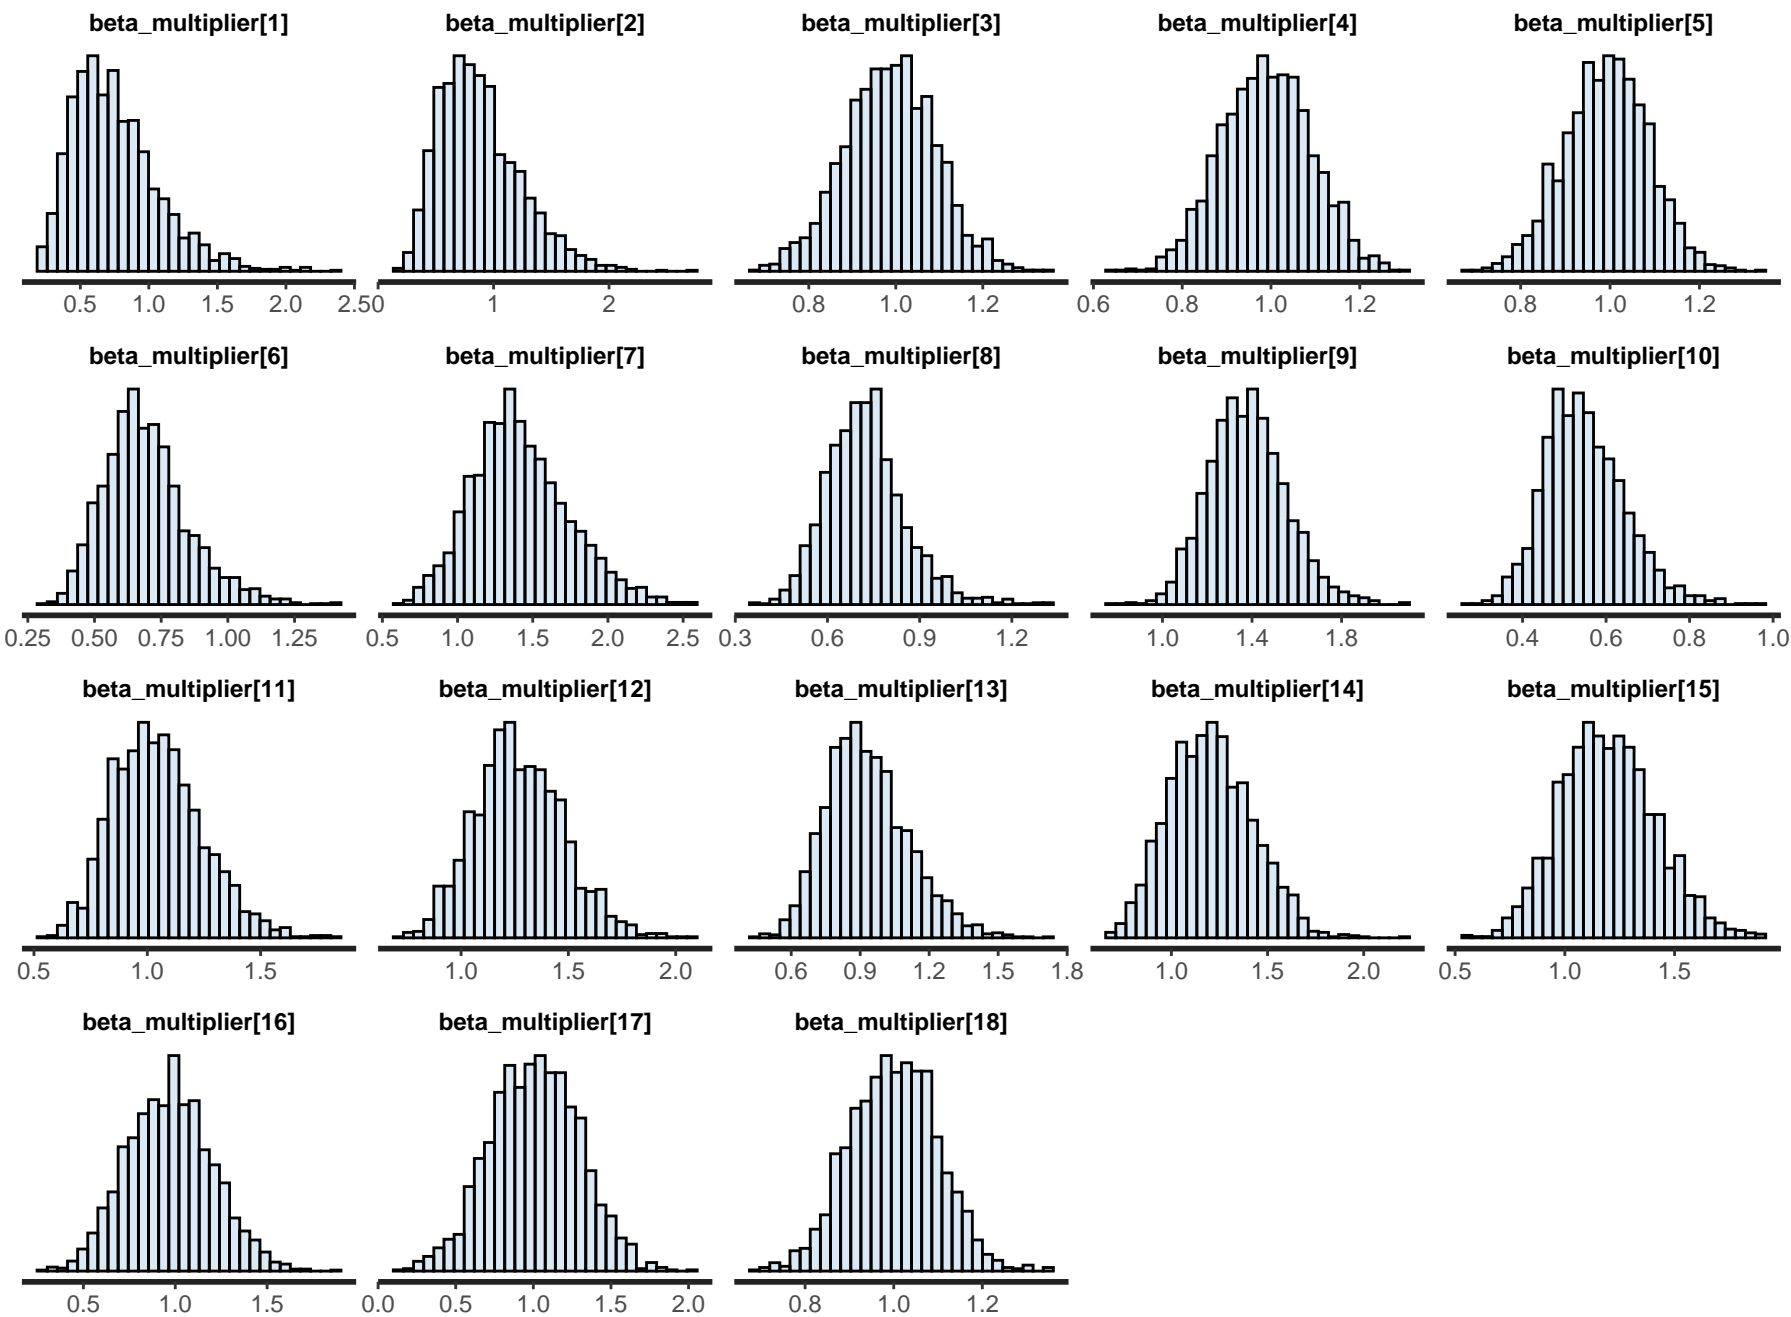 beta_multiplier[1] beta_multiplier[2] beta_multiplier[3] beta_multiplier[4] beta_multiplier[5]
0.5 1.0 1.5 2.0 2.5 0 1 2 0.8 1.0 1.2 0.6 0.8 1.0 1.2 0.8 1.0 1.2
beta_multiplier[6] beta_multiplier[7] beta_multiplier[8] beta_multiplier[9] beta_multiplier[10]
0.25 0.50 0.75 1.00 1.25 0.5 1.0 1.5 2.0 2.5 0.3 0.6 0.9 1.2 1.0 1.4 1.8 0.4 0.6 0.8 1.0
beta_multiplier[11] beta_multiplier[12] beta_multiplier[13] beta_multiplier[14] beta_multiplier[15]
0.5 1.0 1.5 1.0 1.5 2.0 0.6 0.9 1.2 1.5 1.8 1.0 1.5 2.0 0.5 1.0 1.5
beta_multiplier[16] beta_multiplier[17] beta_multiplier[18]
0.5 1.0 1.5 0.0 0.5 1.0 1.5 2.0 0.8 1.0 1.2